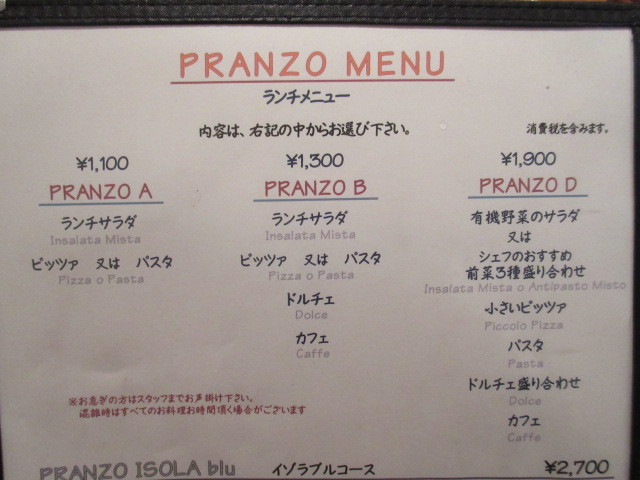 PRANZO MENU
ランチメニュー
内容は、右記の中からお選び下さい。
消費税を含みます。
¥1,100
PRANZO A
ランチサラダ
Insalata Mista
ピッツァ 又は パスタ
Pizza o Pasta
¥1,300
PRANZO B
ランチサラダ
Insalata Mista
ピッツァ 又は パスタ
Pizza o Pasta
ドルチェ
Dolce
カフェ
Caffe
¥1,900
PRANZO D
有機野菜のサラダ
又は
シェフのおすすめ
前菜3種盛り合わせ
Insalata Mista o Antipasto Misto
小さいピッツァ
Piccolo Pizza
パスタ
Pasta
ドルチェ盛り合わせ
Dolce
カフェ
Caffe
※お急ぎの方はスタッフまでお声掛け下さい。
混雑時はすべてのお料理お時間頂く場合がございます
PRANZO ISOLA blu イゾラブルコース ¥2,700